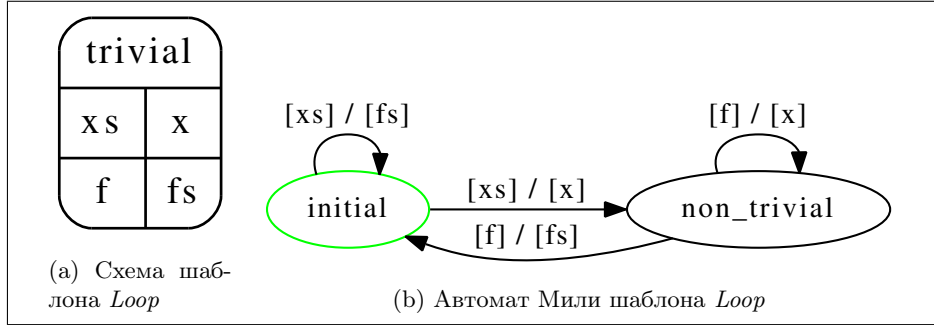 trivial
xs x
f fs
[xs] / [fs]
[f] / [x]
initial
[xs] / [x]
non_trivial
[f] / [fs]
(a) Схема шаб-
лона Loop
(b) Автомат Мили шаблона Loop